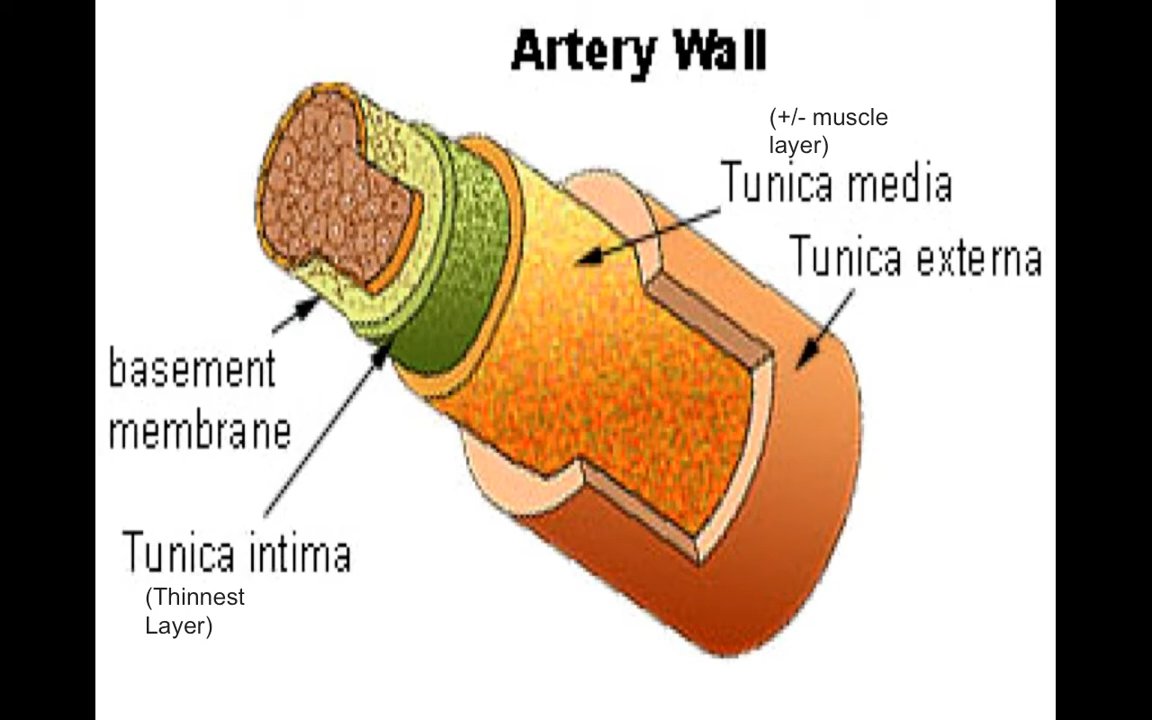 Artery Wall
(+/- muscle
layer)
Tunica media
Tunica externa
basement
membrane
Tunica intima
(Thinnest
Layer)